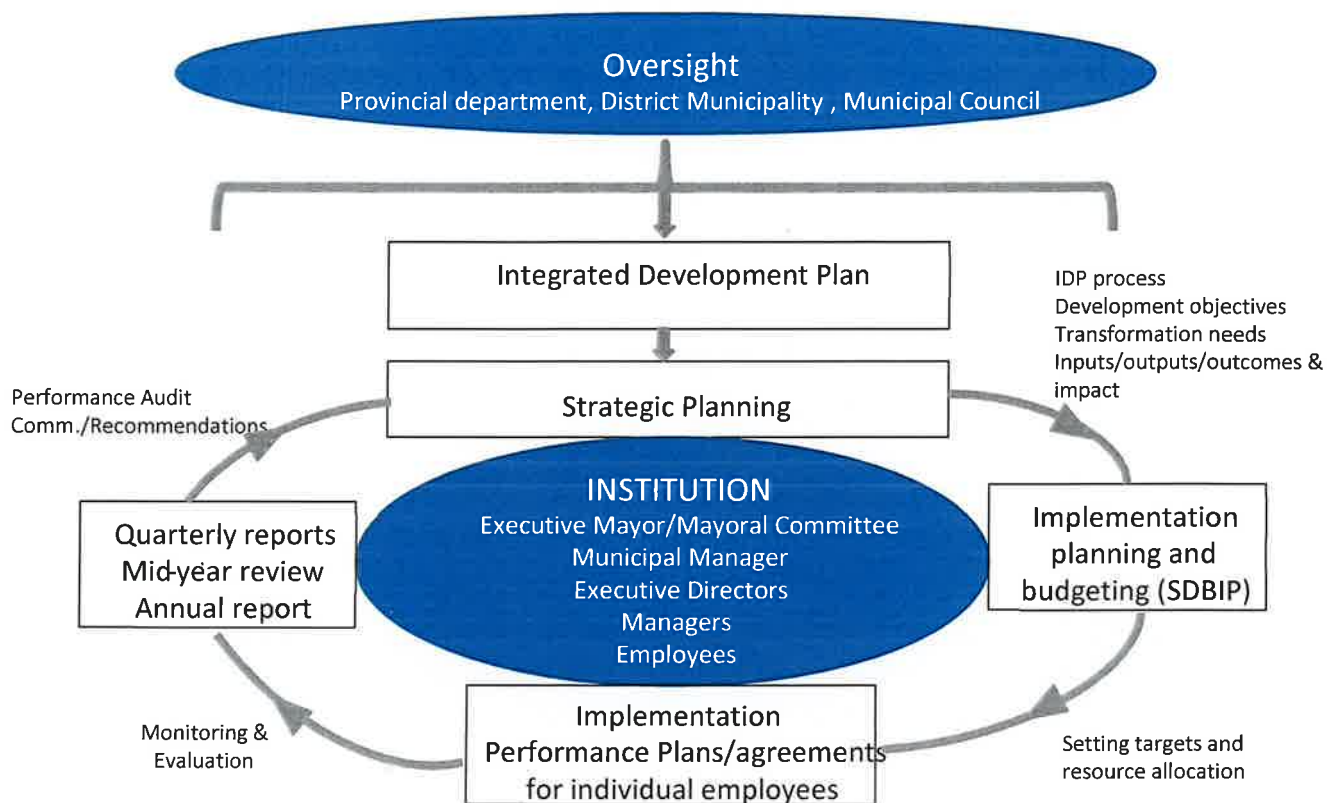 Oversight
Provincial department, District Municipality , Municipal Council
Integrated Development Plan
IDP process
Development objectives
Transformation needs
Inputs/outputs/outcomes &
impact
Strategic Planning
Performance Audit
Comm./Recommendations
INSTITUTION
Executive Mayor/Mayoral Committee
Municipal Manager
Executive Directors
Managers
Employees
Quarterly reports
Mid-year review
Annual report
Implementation
planning and
budgeting (SDBIP)
Implementation
Performance Plans/agreements
for individual employees
Monitoring &
Evaluation
Setting targets and
resource allocation